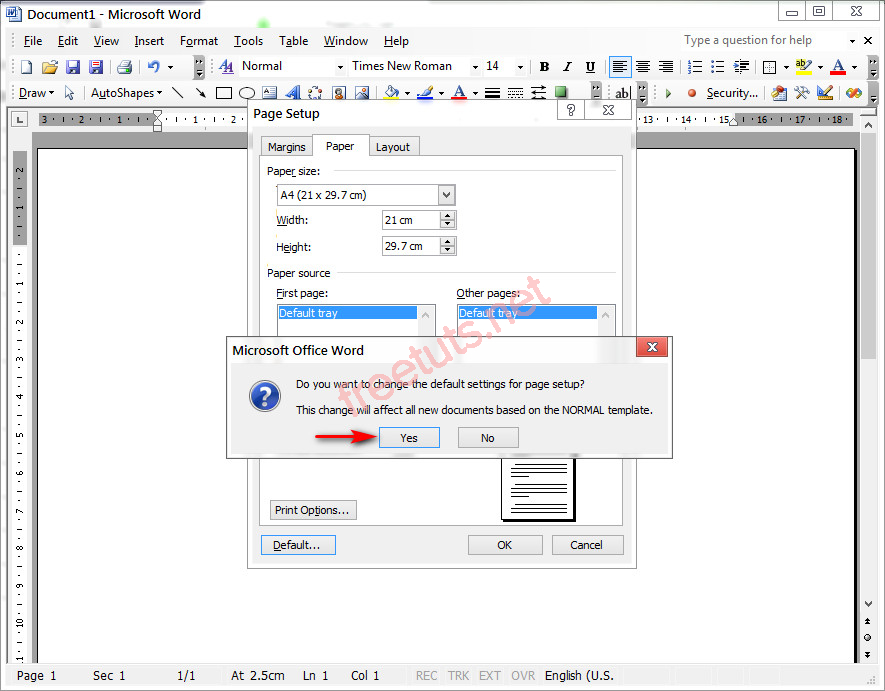 Document1 - Microsoft Word
File Edit View Insert Format Tools Table Window Help Type a question for help
Normal Times New Roman 14 B I U
Draw AutoShapes Security...
Page Setup
Margins Paper Layout
Paper size:
A4 (21 x 29.7 cm)
Width: 21 cm
Height: 29.7 cm
Paper source
First page: Other pages:
Default tray Default tray
freetuts.net
Microsoft Office Word
Do you want to change the default settings for page setup?
This change will affect all new documents based on the NORMAL template.
Yes No
Print Options...
Default... OK Cancel
Page 1 Sec 1 1/1 At 2.5cm Ln 1 Col 1 REC TRK EXT OVR English (U.S.